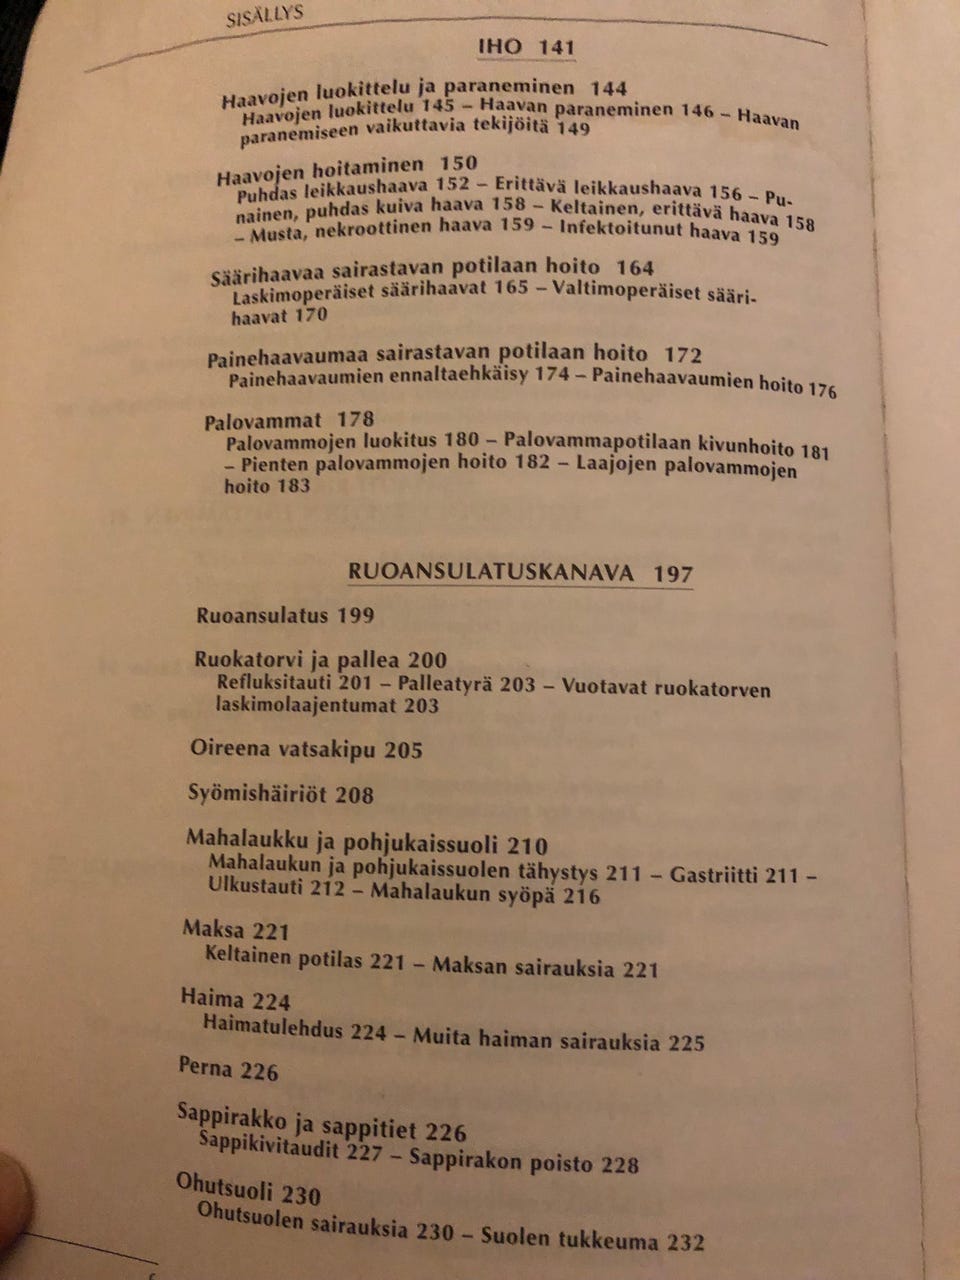 SISÄLLYS
IHO 141
Haavojen luokittelu ja paraneminen 144
Haavojen luokittelu 145 – Haavan paraneminen 146 – Haavan
paranemiseen vaikuttavia tekijöitä 149
Haavojen hoitaminen 150
Puhdas leikkaushaava 152 – Erittävä leikkaushaava 156 – Pu-
nainen, puhdas kuiva haava 158 – Keltainen, erittävä haava 158
– Musta, nekroottinen haava 159 – Infektoitunut haava 159
Säärihaavaa sairastavan potilaan hoito 164
Laskimoperäiset säärihaavat 165 – Valtimoperäiset sääri-
haavat 170
Painehaavaumaa sairastavan potilaan hoito 172
Painehaavaumien ennaltaehkäisy 174 – Painehaavaumien hoito 176
Palovammat 178
Palovammojen luokitus 180 – Palovammapotilaan kivunhoito 181
– Pienten palovammojen hoito 182 – Laajojen palovammojen
hoito 183
RUOANSULATUSKANAVA 197
Ruoansulatus 199
Ruokatorvi ja pallea 200
Refluksitauti 201 – Palleatyrä 203 – Vuotavat ruokatorven
laskimolaajentumat 203
Oireena vatsakipu 205
Syömishäiriöt 208
Mahalaukku ja pohjukaissuoli 210
Mahalaukun ja pohjukaissuolen tähystys 211 – Gastriitti 211 –
Ulkustauti 212 – Mahalaukun syöpä 216
Maksa 221
Keltainen potilas 221 – Maksan sairauksia 221
Haima 224
Haimatulehdus 224 – Muita haiman sairauksia 225
Perna 226
Sappirakko ja sappitiet 226
Sappikivitaudit 227 – Sappirakon poisto 228
Ohutsuoli 230
Ohutsuolen sairauksia 230 – Suolen tukkeuma 232